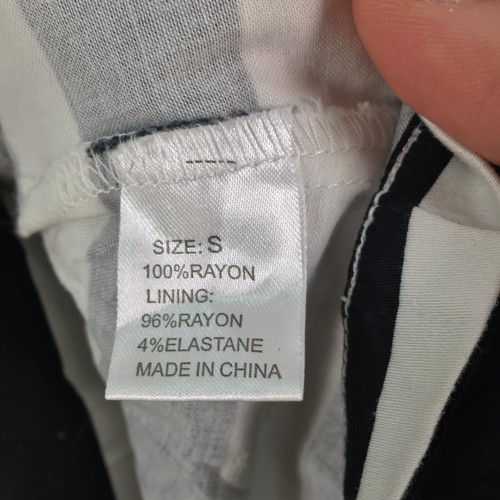 SIZE: S
100%RAYON
LINING:
96%RAYON
4%ELASTANE
MADE IN CHINA